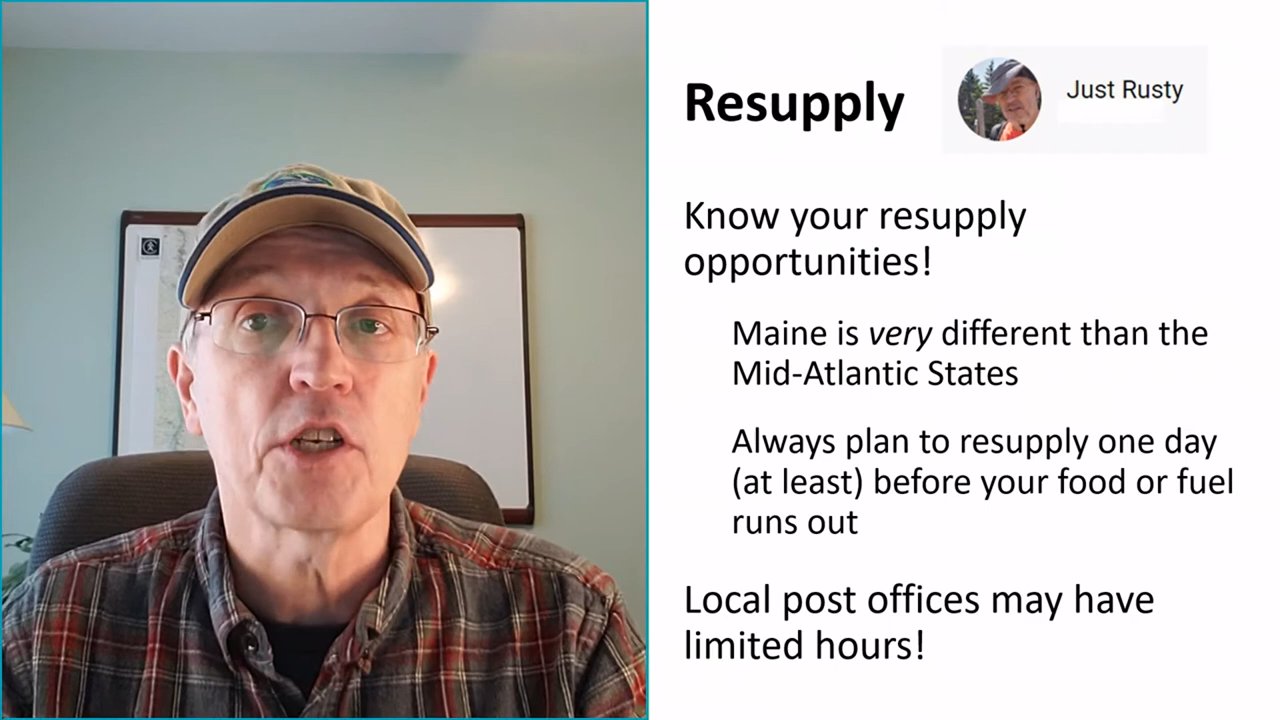 Resupply
Just Rusty
Know your resupply
opportunities!
Maine is very different than the
Mid-Atlantic States
Always plan to resupply one day
(at least) before your food or fuel
runs out
Local post offices may have
limited hours!